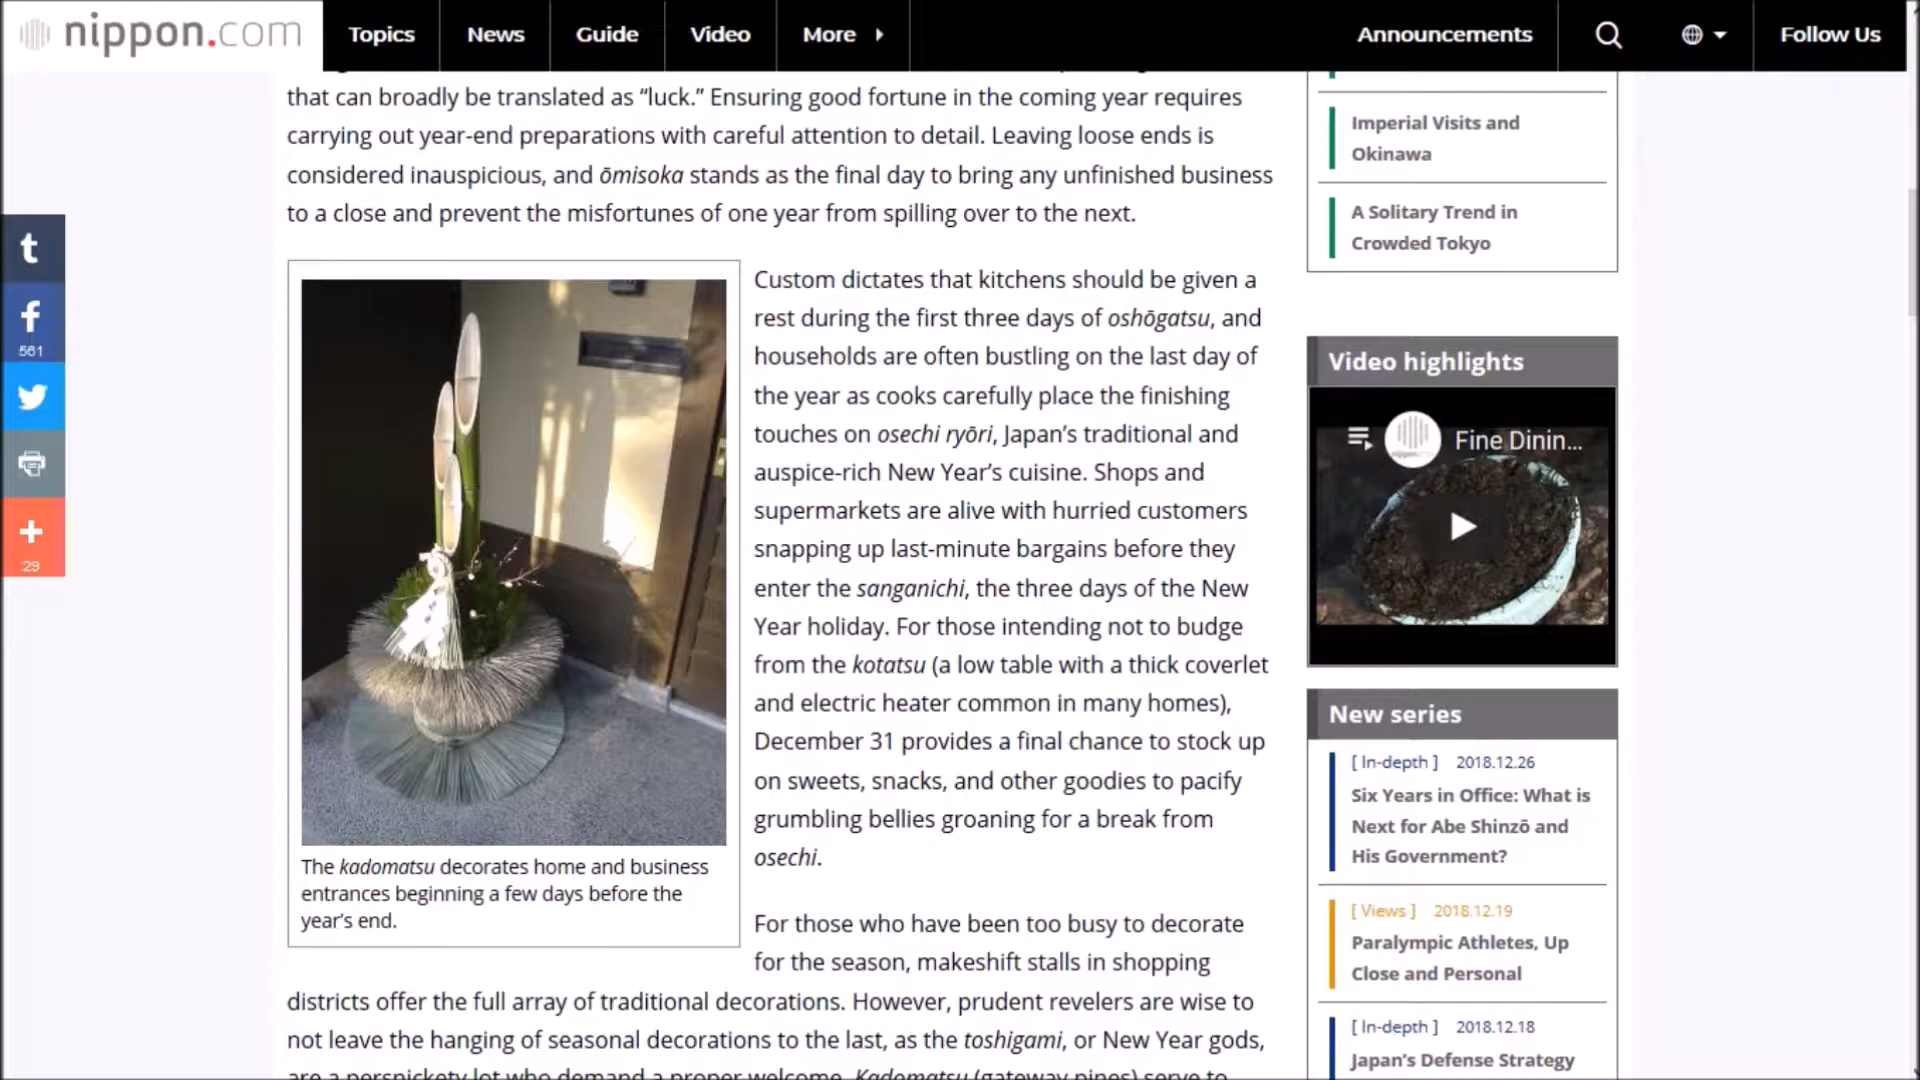 nippon.com
Topics
News
Guide
Video
More
Announcements
Follow Us
that can broadly be translated as “luck.” Ensuring good fortune in the coming year requires
carrying out year-end preparations with careful attention to detail. Leaving loose ends is
considered inauspicious, and ōmisoka stands as the final day to bring any unfinished business
to a close and prevent the misfortunes of one year from spilling over to the next.
t
f
561
29
The kadomatsu decorates home and business
entrances beginning a few days before the
year’s end.
Custom dictates that kitchens should be given a
rest during the first three days of oshōgatsu, and
households are often bustling on the last day of
the year as cooks carefully place the finishing
touches on osechi ryōri, Japan’s traditional and
auspice-rich New Year’s cuisine. Shops and
supermarkets are alive with hurried customers
snapping up last-minute bargains before they
enter the sanganichi, the three days of the New
Year holiday. For those intending not to budge
from the kotatsu (a low table with a thick coverlet
and electric heater common in many homes),
December 31 provides a final chance to stock up
on sweets, snacks, and other goodies to pacify
grumbling bellies groaning for a break from
osechi.
For those who have been too busy to decorate
for the season, makeshift stalls in shopping
districts offer the full array of traditional decorations. However, prudent revelers are wise to
not leave the hanging of seasonal decorations to the last, as the toshigami, or New Year gods,
are a persnickety lot who demand a proper welcome. Kadomatsu (gateway pines) serve to
Imperial Visits and
Okinawa
A Solitary Trend in
Crowded Tokyo
Video highlights
Fine Dinin...
New series
[ In-depth ] 2018.12.26
Six Years in Office: What is
Next for Abe Shinzō and
His Government?
[ Views ] 2018.12.19
Paralympic Athletes, Up
Close and Personal
[ In-depth ] 2018.12.18
Japan’s Defense Strategy